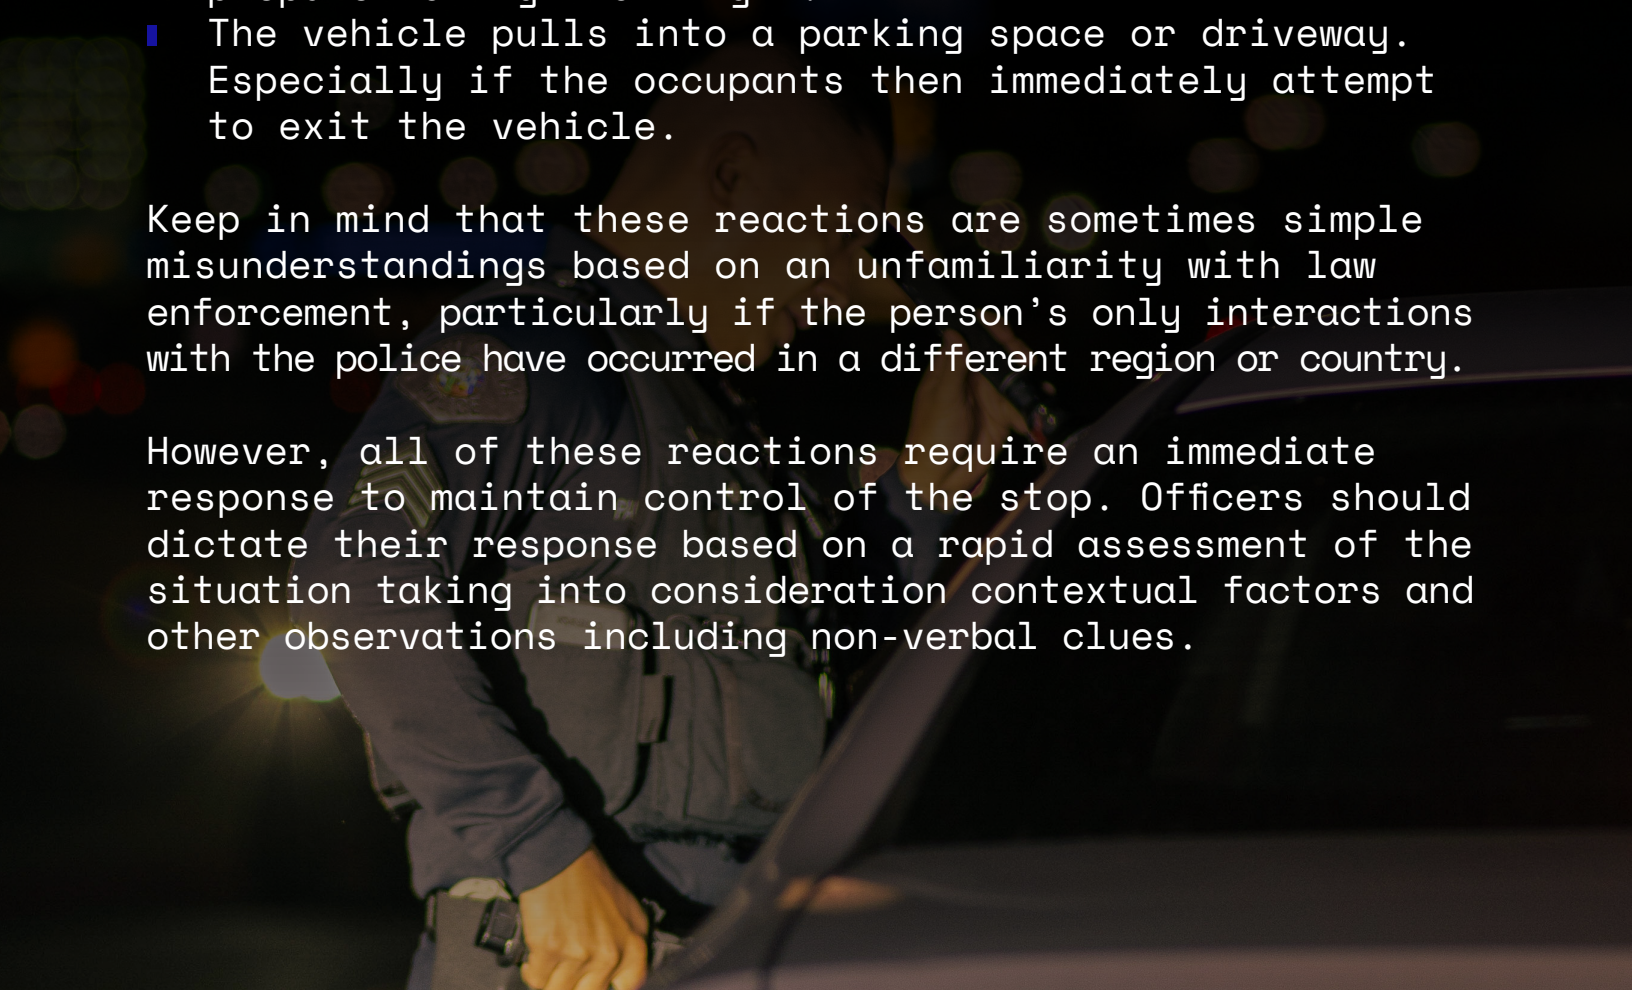 The vehicle pulls into a parking space or driveway.
Especially if the occupants then immediately attempt
to exit the vehicle.
Keep in mind that these reactions are sometimes simple
misunderstandings based on an unfamiliarity with law
enforcement, particularly if the person’s only interactions
with the police have occurred in a different region or country.
However, all of these reactions require an immediate
response to maintain control of the stop. Officers should
dictate their response based on a rapid assessment of the
situation taking into consideration contextual factors and
other observations including non-verbal clues.